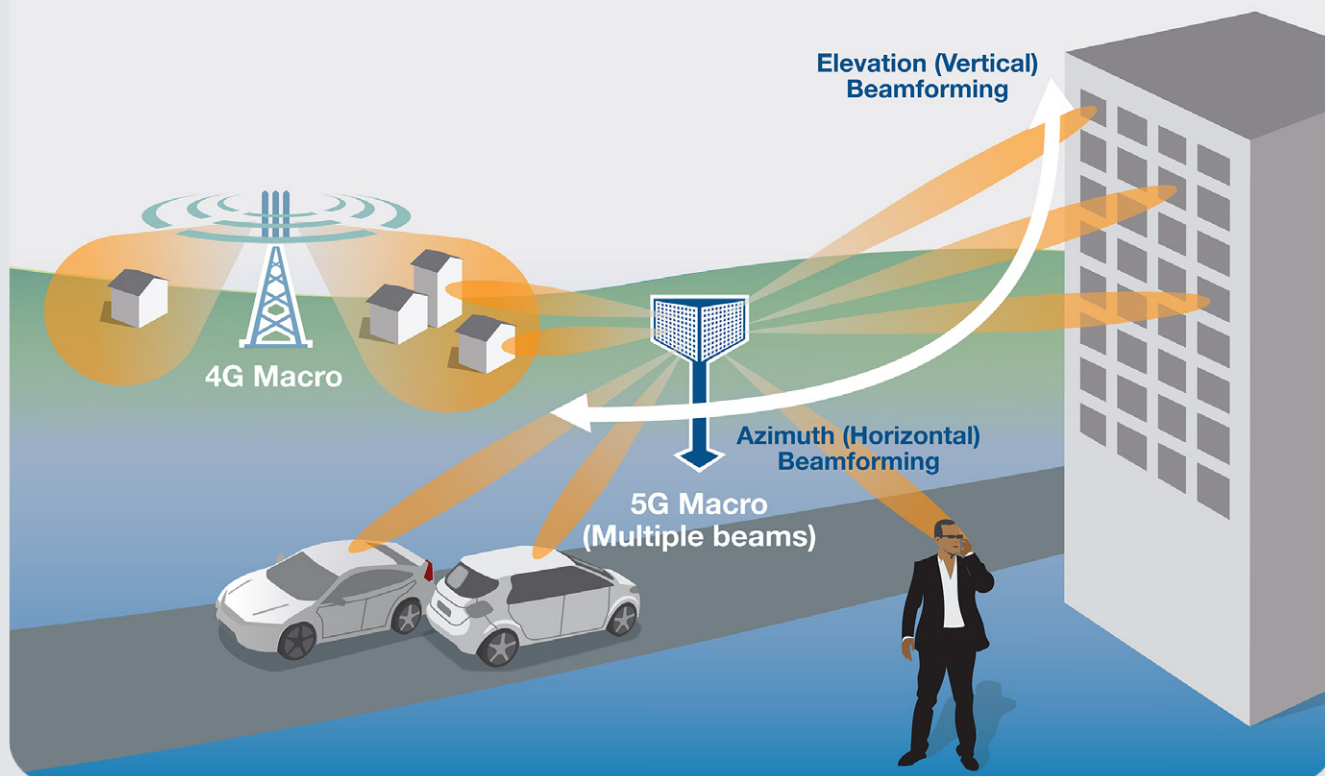 Elevation (Vertical)
Beamforming
4G Macro
Azimuth (Horizontal)
Beamforming
5G Macro
(Multiple beams)